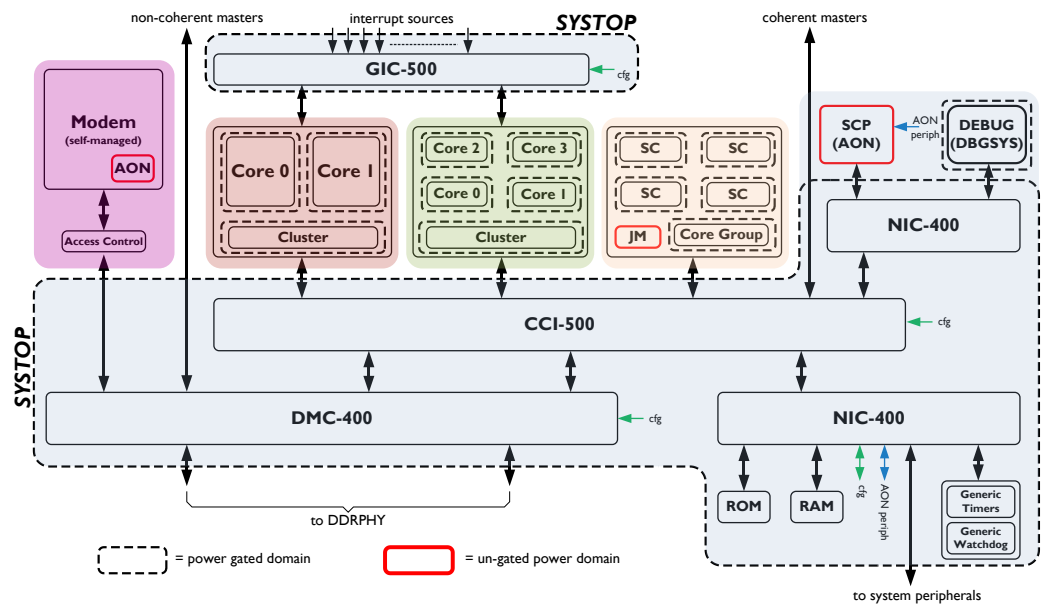 non-coherent masters
interrupt sources
SYSTOP
coherent masters
GIC-500
cfg
Modem
(self-managed)
AON
Access Control
Core 0
Core 1
Cluster
Core 2
Core 3
Core 0
Core 1
Cluster
SC
SC
SC
SC
JM
Core Group
SCP
(AON)
AON
periph
DEBUG
(DBGSYS)
NIC-400
CCI-500
cfg
SYSTOP
DMC-400
cfg
NIC-400
ROM
RAM
cfg
AON periph
Generic
Timers
Generic
Watchdog
to DDRPHY
= power gated domain
= un-gated power domain
to system peripherals